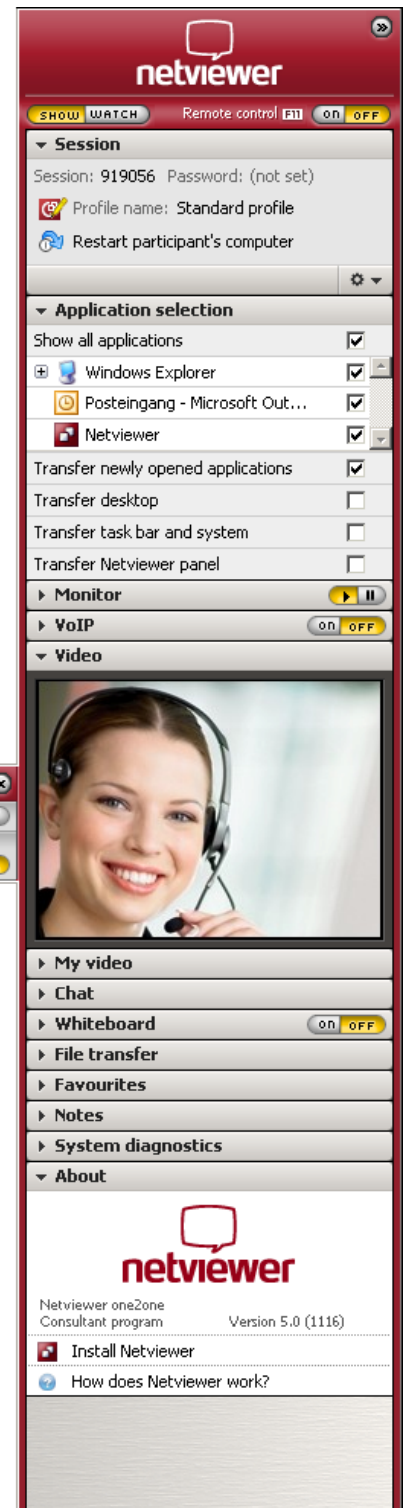 netviewer
SHOW WATCH Remote control F11 on OFF
Session
Session: 919056 Password: (not set)
Profile name: Standard profile
Restart participant's computer
Application selection
Show all applications
Windows Explorer
Posteingang - Microsoft Out...
Netviewer
Transfer newly opened applications
Transfer desktop
Transfer task bar and system
Transfer Netviewer panel
Monitor
VoIP on OFF
Video
My video
Chat
Whiteboard on OFF
File transfer
Favourites
Notes
System diagnostics
About
netviewer
Netviewer one2one
Consultant program Version 5.0 (1116)
Install Netviewer
How does Netviewer work?